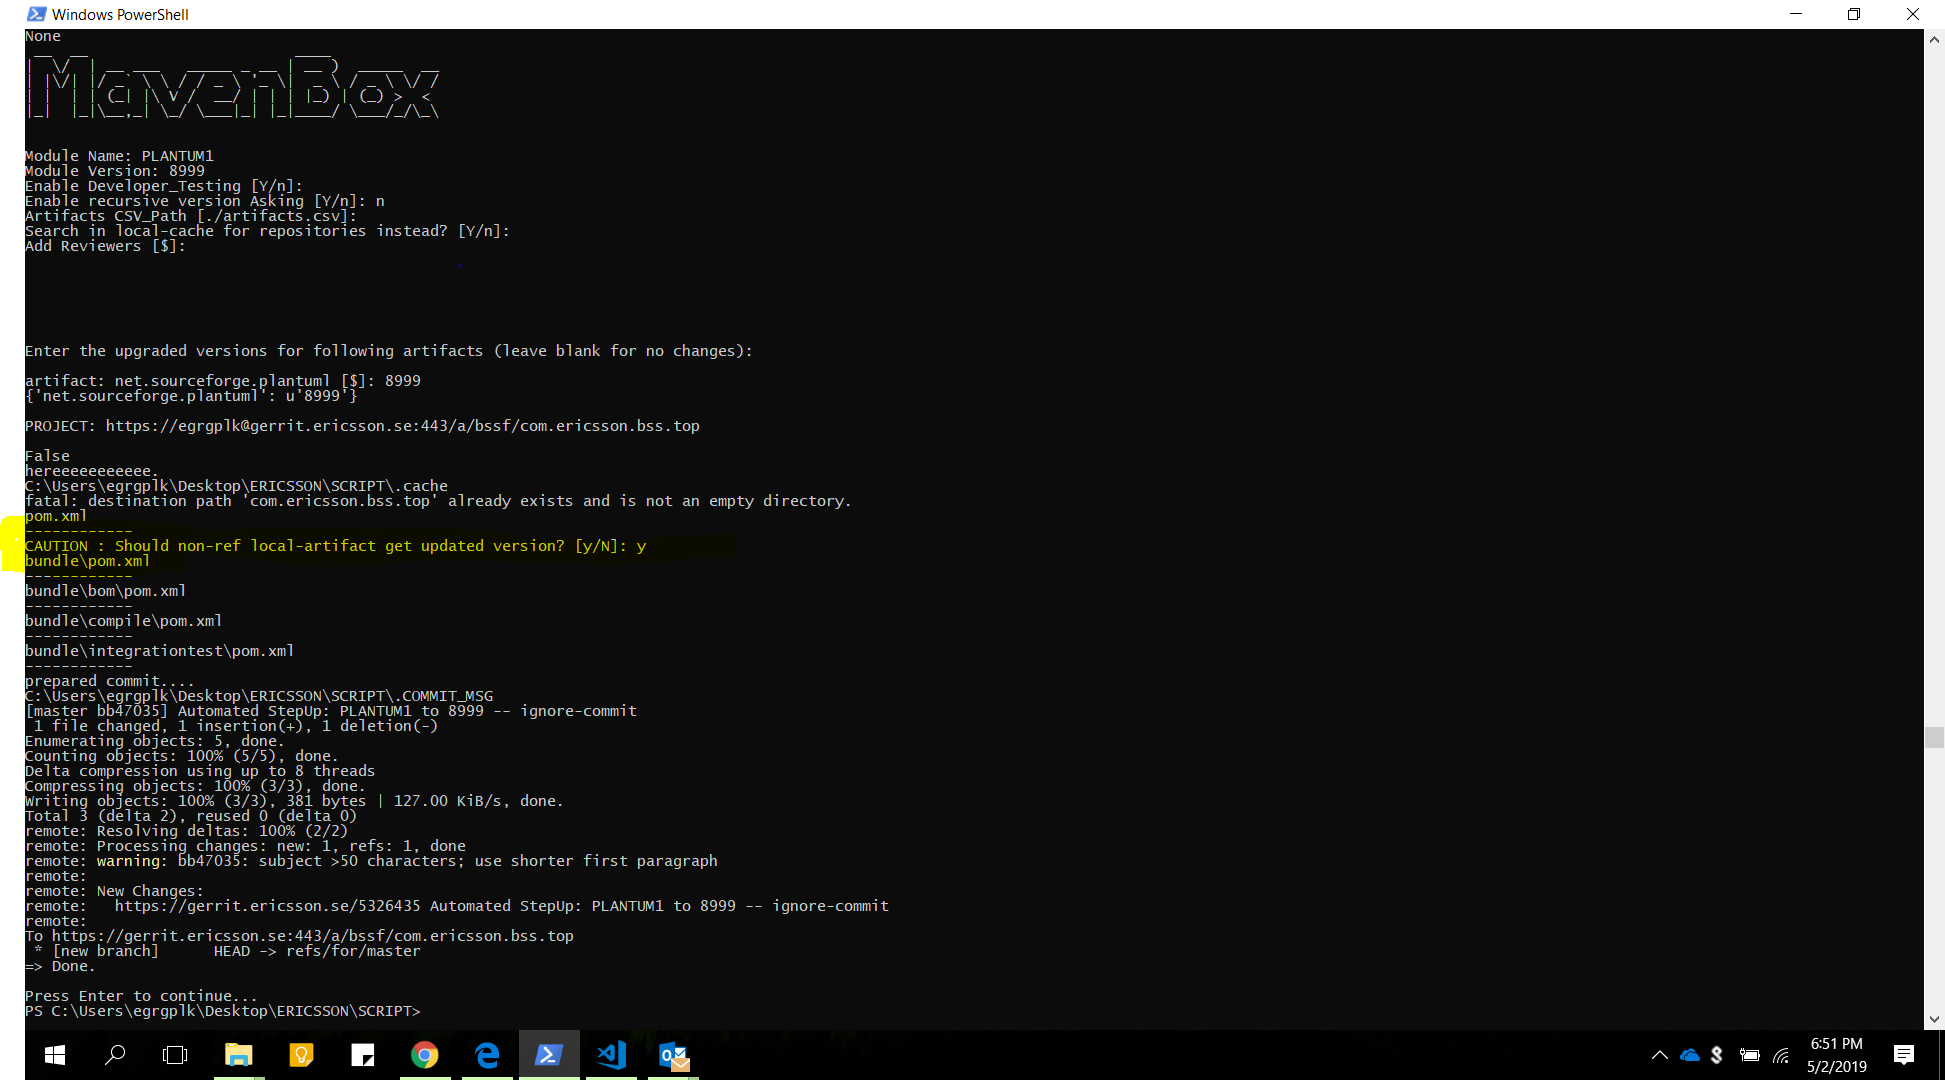 Windows PowerShell
None
MavenBox
Module Name: PLANTUM1
Module Version: 8999
Enable Developer_Testing [Y/n]:
Enable recursive version Asking [Y/n]: n
Artifacts CSV_Path [./artifacts.csv]:
Search in local-cache for repositories instead? [Y/n]:
Add Reviewers [$]:
Enter the upgraded versions for following artifacts (leave blank for no changes):
artifact: net.sourceforge.plantuml [$]: 8999
{'net.sourceforge.plantuml': u'8999'}
PROJECT: https://egrgplk@gerrit.ericsson.se:443/a/bssf/com.ericsson.bss.top
False
hereeeeeeeeeee.
C:\Users\egrgplk\Desktop\ERICSSON\SCRIPT\.cache
fatal: destination path 'com.ericsson.bss.top' already exists and is not an empty directory.
pom.xml
------------
CAUTION : Should non-ref local-artifact get updated version? [y/N]: y
bundle\pom.xml
------------
bundle\bom\pom.xml
------------
bundle\compile\pom.xml
------------
bundle\integrationtest\pom.xml
------------
prepared commit....
C:\Users\egrgplk\Desktop\ERICSSON\SCRIPT\.COMMIT_MSG
[master bb47035] Automated StepUp: PLANTUM1 to 8999 -- ignore-commit
1 file changed, 1 insertion(+), 1 deletion(-)
Enumerating objects: 5, done.
Counting objects: 100% (5/5), done.
Delta compression using up to 8 threads
Compressing objects: 100% (3/3), done.
Writing objects: 100% (3/3), 381 bytes | 127.00 KiB/s, done.
Total 3 (delta 2), reused 0 (delta 0)
remote: Resolving deltas: 100% (2/2)
remote: Processing changes: new: 1, refs: 1, done
remote: warning: bb47035: subject >50 characters; use shorter first paragraph
remote:
remote: New Changes:
remote:   https://gerrit.ericsson.se/5326435 Automated StepUp: PLANTUM1 to 8999 -- ignore-commit
remote:
To https://gerrit.ericsson.se:443/a/bssf/com.ericsson.bss.top
* [new branch]      HEAD -> refs/for/master
=> Done.
Press Enter to continue...
PS C:\Users\egrgplk\Desktop\ERICSSON\SCRIPT>
6:51 PM
5/2/2019